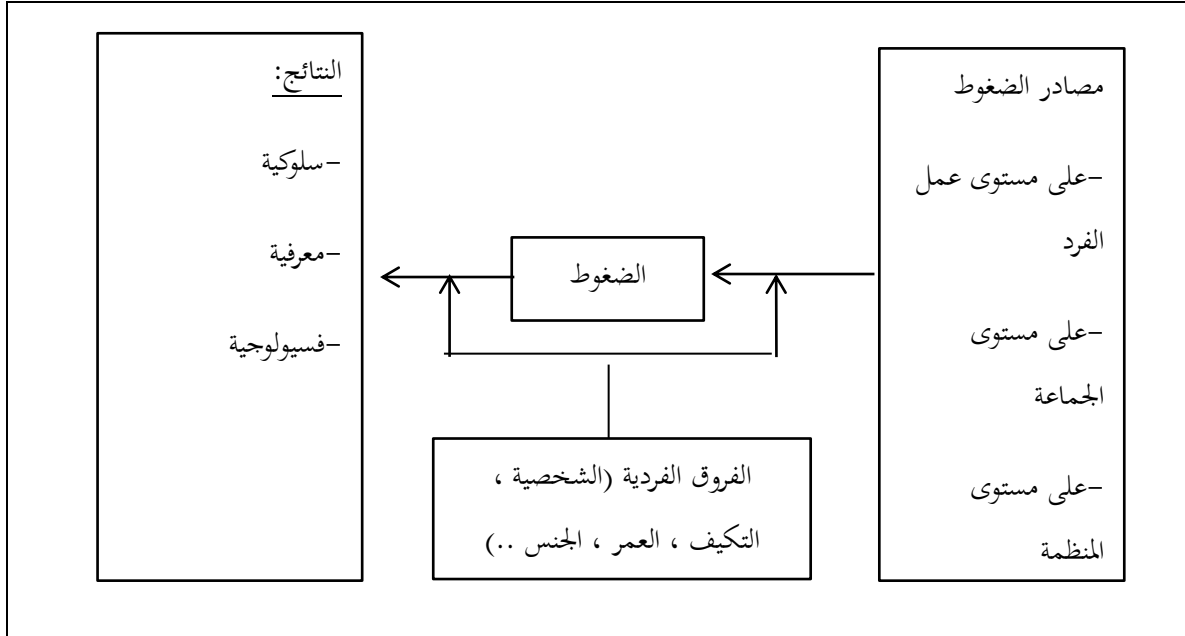 مصادر الضغوط
-على مستوى عمل
الفرد
-على مستوى
الجماعة
-على مستوى
المنظمة
الضغوط
الفروق الفردية (الشخصية ،
التكيف ، العمر ، الجنس ..)
النتائج:
-سلوكية
-معرفية
-فسيولوجية